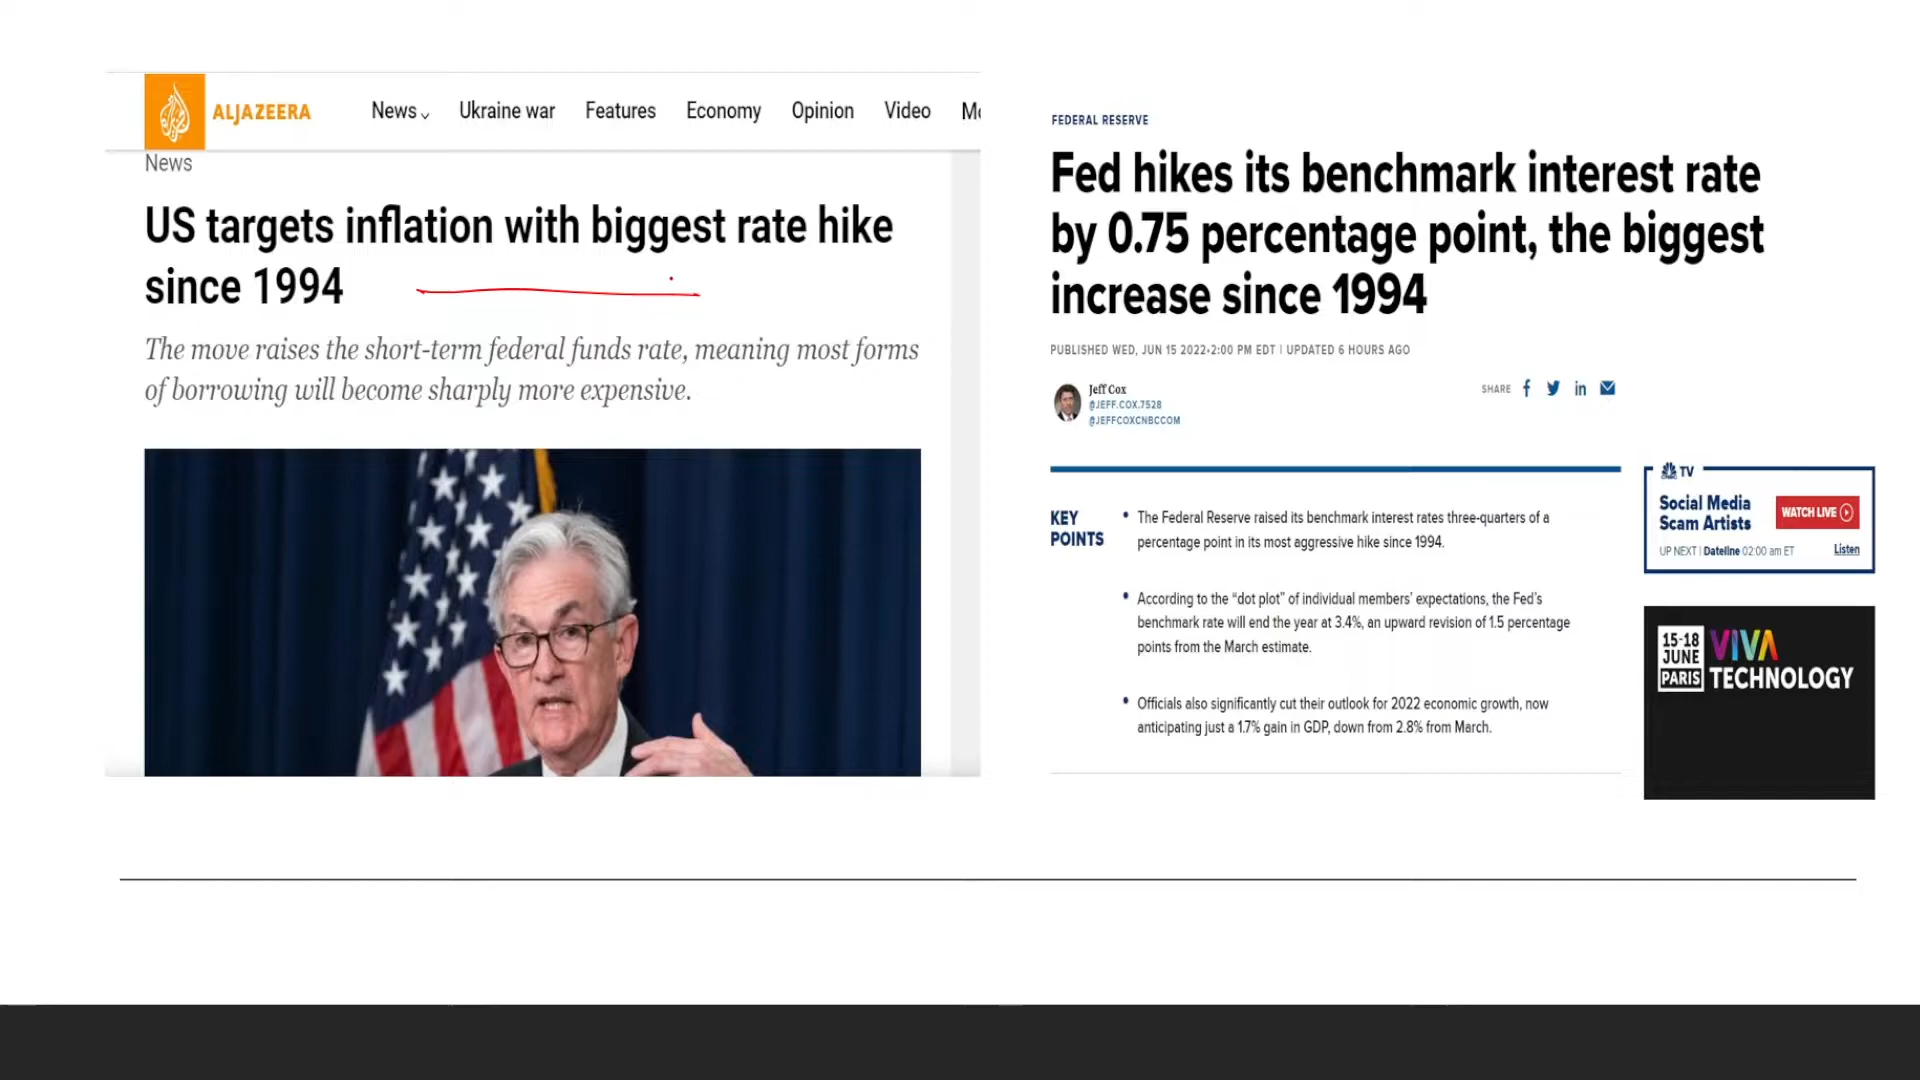 ALJAZEERA
News
Ukraine war
Features
Economy
Opinion
Video
News
US targets inflation with biggest rate hike
since 1994
The move raises the short-term federal funds rate, meaning most forms
of borrowing will become sharply more expensive.
FEDERAL RESERVE
Fed hikes its benchmark interest rate
by 0.75 percentage point, the biggest
increase since 1994
PUBLISHED WED, JUN 15 2022•2:00 PM EDT | UPDATED 6 HOURS AGO
Jeff Cox
@JEFF.COX.7528
@JEFFCOXCNBCCOM
SHARE
KEY
POINTS
• The Federal Reserve raised its benchmark interest rates three-quarters of a
percentage point in its most aggressive hike since 1994.
• According to the “dot plot” of individual members’ expectations, the Fed’s
benchmark rate will end the year at 3.4%, an upward revision of 1.5 percentage
points from the March estimate.
• Officials also significantly cut their outlook for 2022 economic growth, now
anticipating just a 1.7% gain in GDP, down from 2.8% from March.
TV
Social Media
Scam Artists
WATCH LIVE
UP NEXT | Dateline 02:00 am ET
Listen
15-18
JUNE
PARIS
VIVA
TECHNOLOGY